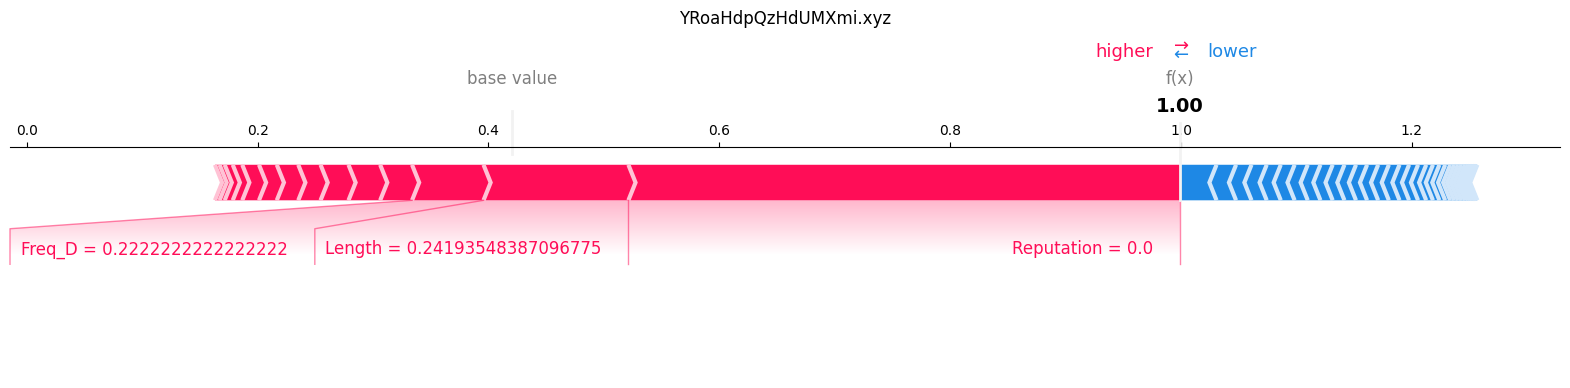 YRoaHdpQzHdUMXmi.xyz
higher ⇄ lower
base value f(x)
1.00
0.0 0.2 0.4 0.6 0.8 1.0 1.2
Freq_D = 0.2222222222222222 Length = 0.24193548387096775 Reputation = 0.0